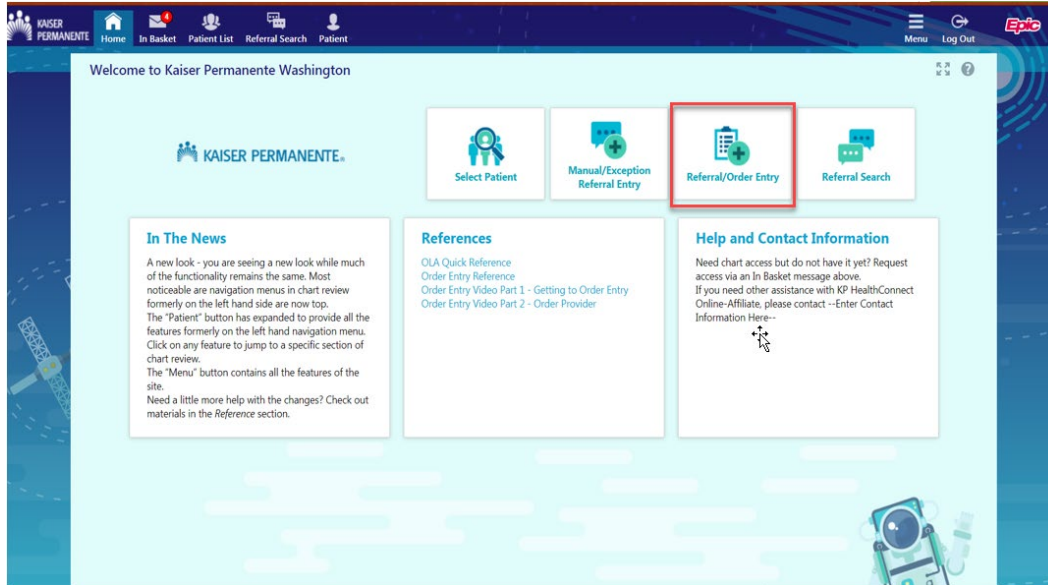 KAISER
PERMANENTE
Home
4
In Basket
Patient List
Referral Search
Patient
Menu
Log Out
Epic
Welcome to Kaiser Permanente Washington
KAISER PERMANENTE®
Select Patient
Manual/Exception
Referral Entry
Referral/Order Entry
Referral Search
In The News
A new look - you are seeing a new look while much
of the functionality remains the same. Most
noticeable are navigation menus in chart review
formerly on the left hand side are now top.
The "Patient" button has expanded to provide all the
features formerly on the left hand navigation menu.
Click on any feature to jump to a specific section of
chart review.
The "Menu" button contains all the features of the
site.
Need a little more help with the changes? Check out
materials in the Reference section.
References
OLA Quick Reference
Order Entry Reference
Order Entry Video Part 1 - Getting to Order Entry
Order Entry Video Part 2 - Order Provider
Help and Contact Information
Need chart access but do not have it yet? Request
access via an In Basket message above.
If you need other assistance with KP HealthConnect
Online-Affiliate, please contact --Enter Contact
Information Here--